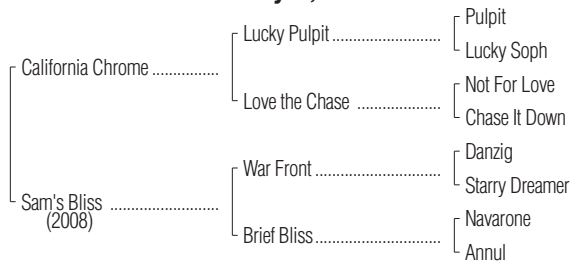 Pulpit
Lucky Pulpit
Lucky Soph
California Chrome
Not For Love
Love the Chase
Chase It Down
Danzig
War Front
Starry Dreamer
Sam's Bliss
(2008)
Navarone
Brief Bliss
Annul